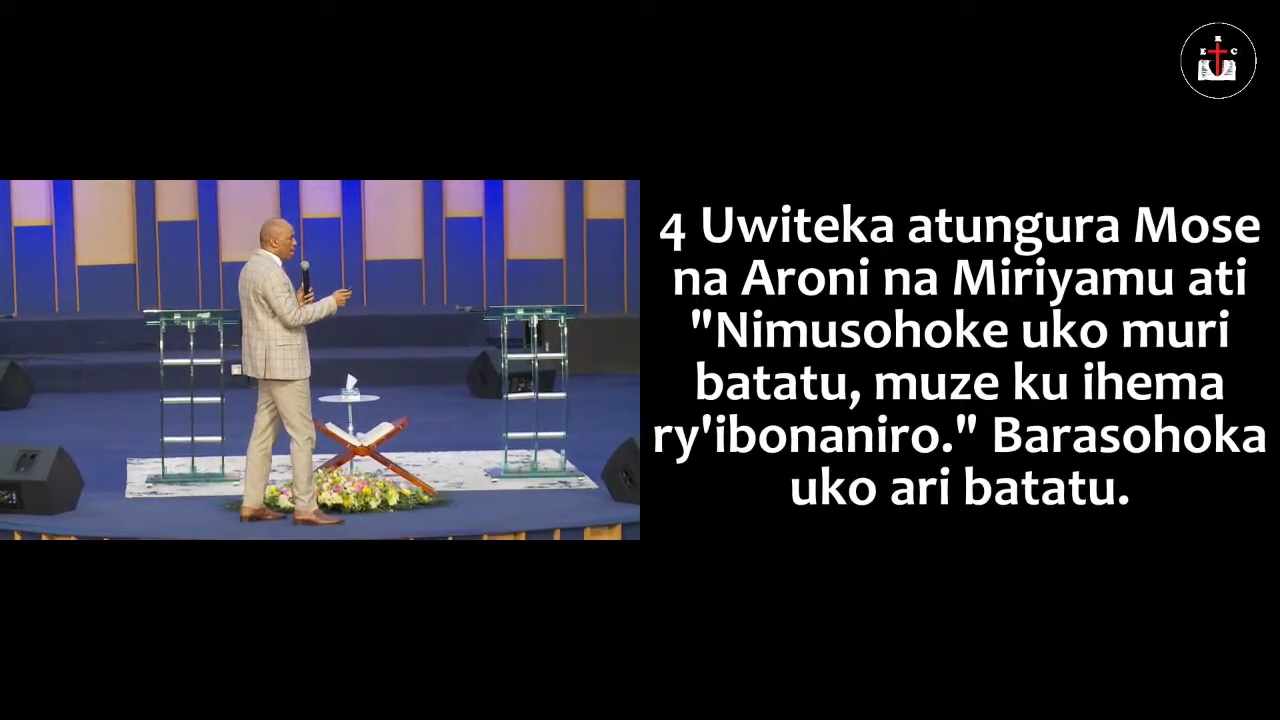 E R C
4 Uwiteka atungura Mose
na Aroni na Miriyamu ati
"Nimusohoke uko muri
batatu, muze ku ihema
ry'ibonaniro." Barasohoka
uko ari batatu.